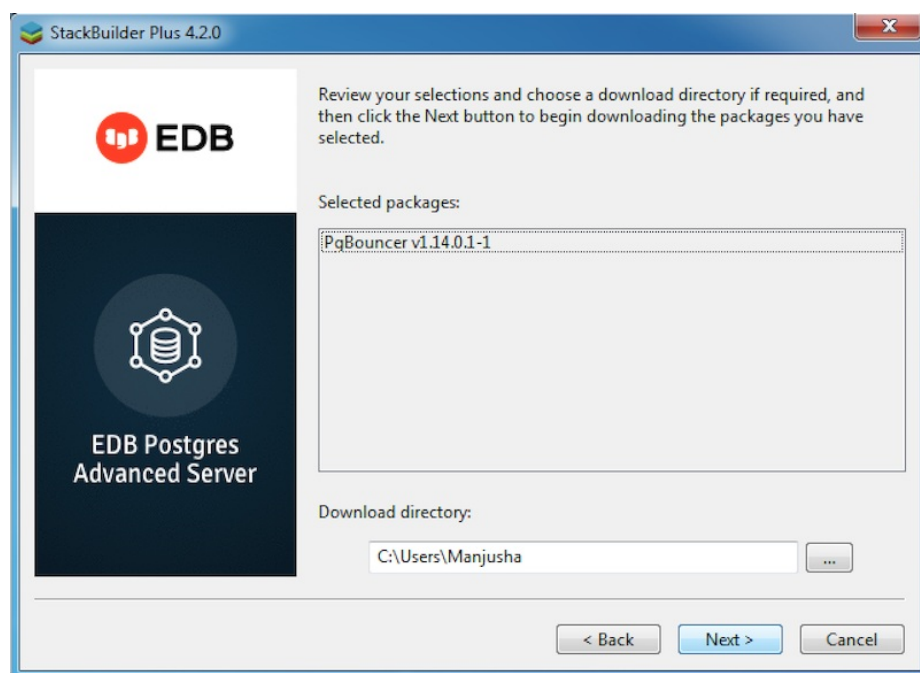 StackBuilder Plus 4.2.0
EDB
EDB Postgres
Advanced Server
Review your selections and choose a download directory if required, and
then click the Next button to begin downloading the packages you have
selected.
Selected packages:
PgBouncer v1.14.0.1-1
Download directory:
C:\Users\Manjusha
...
< Back
Next >
Cancel